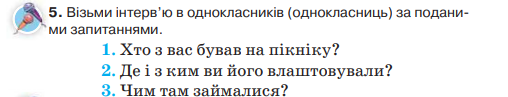 5. Візьми інтерв'ю в однокласників (однокласниць) за подани-
ми запитаннями.
1. Хто з вас бував на пікніку?
2. Де і з ким ви його влаштовували?
3. Чим там займалися?